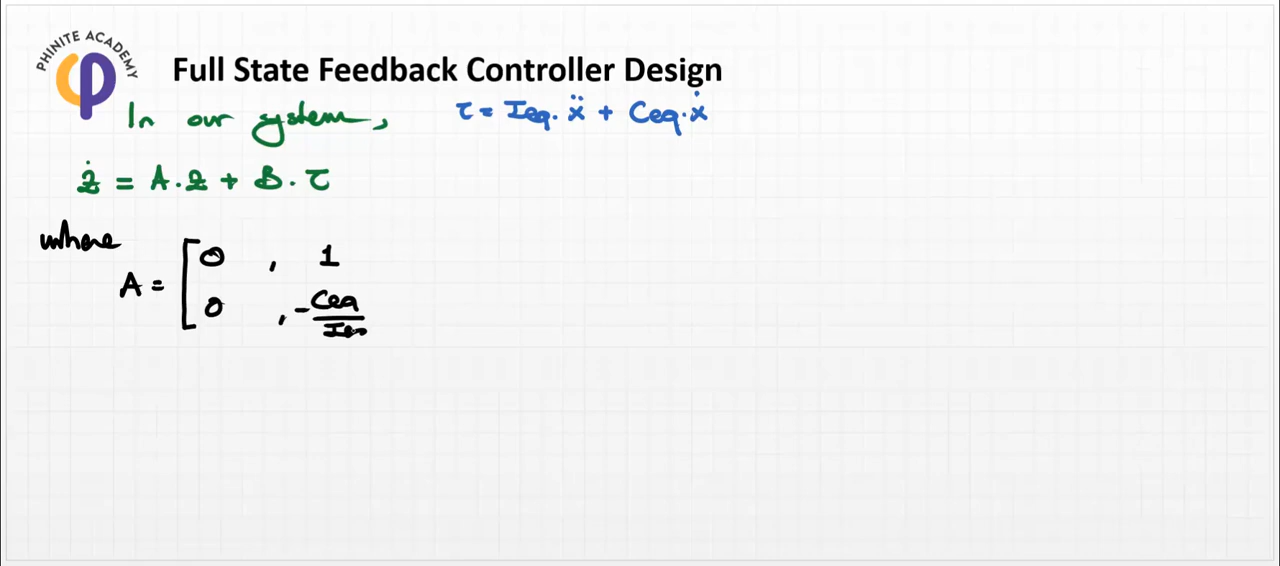 PHINITE ACADEMY
Full State Feedback Controller Design
In our system, τ = Ieq. ẍ + Ceq. ẋ
ż = A . z + B . τ
where
A = [ 0 , 1
0 , - Ceq / Ieq